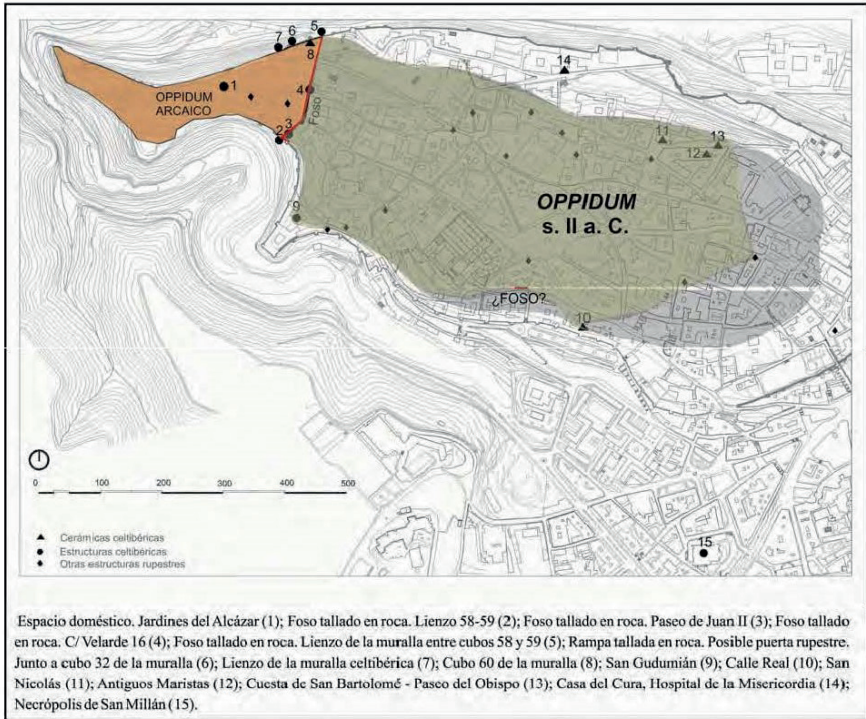 5
6
7
8
14
1
OPPIDUM
ARCAICO
4
Foso
3
2
11
13
12
OPPIDUM
s. II a. C.
9
¿FOSO?
10
0 100 200 300 400 500
15
Cerámicas celtibéricas
Estructuras celtibéricas
Otras estructuras rupestres
Espacio doméstico. Jardines del Alcázar (1); Foso tallado en roca. Lienzo 58-59 (2); Foso tallado en roca. Paseo de Juan II (3); Foso tallado
en roca. C/ Velarde 16 (4); Foso tallado en roca. Lienzo de la muralla entre cubos 58 y 59 (5); Rampa tallada en roca. Posible puerta rupestre.
Junto a cubo 32 de la muralla (6); Lienzo de la muralla celtibérica (7); Cubo 60 de la muralla (8); San Gudumián (9); Calle Real (10); San
Nicolás (11); Antiguos Maristas (12); Cuesta de San Bartolomé - Paseo del Obispo (13); Casa del Cura, Hospital de la Misericordia (14);
Necrópolis de San Millán (15).